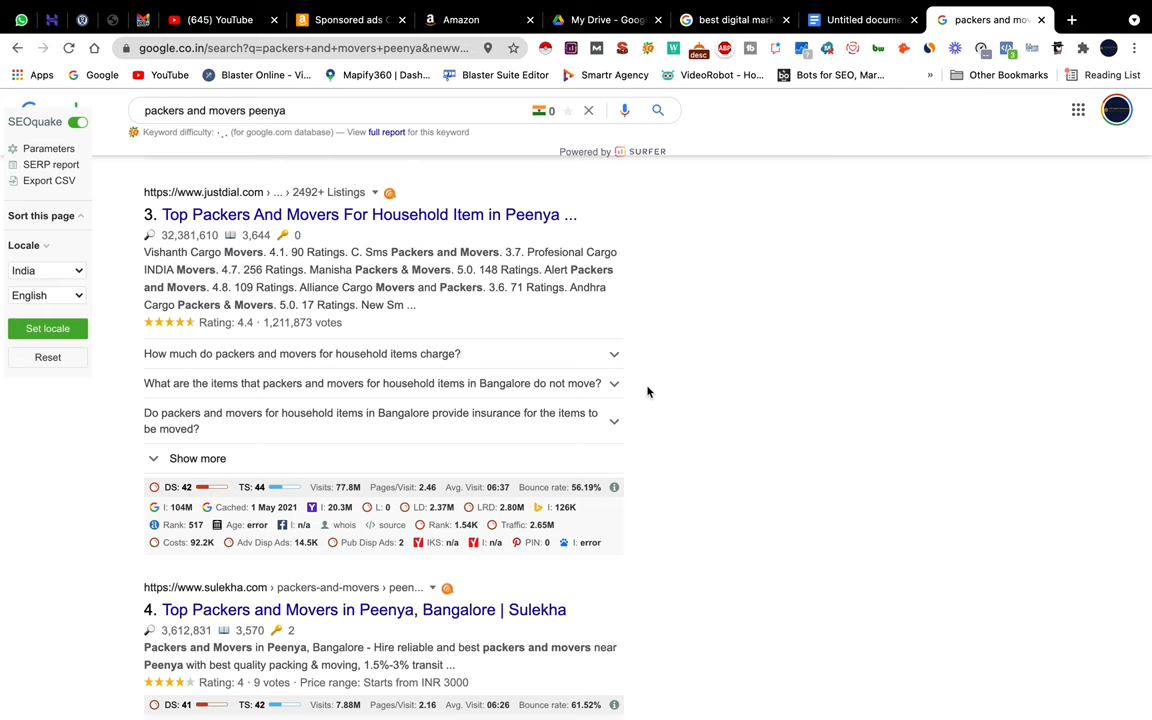 (645) YouTube
Sponsored ads C
Amazon
My Drive - Goog
best digital mark
Untitled docume
packers and mov
google.co.in/search?q=packers+and+movers+peenya&neww...
Apps
Google
YouTube
Blaster Online - Vi...
Mapify360 | Dash...
Blaster Suite Editor
Smartr Agency
VideoRobot - Ho...
Bots for SEO, Mar...
»
Other Bookmarks
Reading List
packers and movers peenya
0
Keyword difficulty: (for google.com database) — View full report for this keyword
Powered by SURFER
SEOquake
Parameters
SERP report
Export CSV
Sort this page
Locale
India
English
Set locale
Reset
https://www.justdial.com › ... › 2492+ Listings
3. Top Packers And Movers For Household Item in Peenya ...
32,381,610 3,644 0
Vishanth Cargo Movers. 4.1. 90 Ratings. C. Sms Packers and Movers. 3.7. Profesional Cargo
INDIA Movers. 4.7. 256 Ratings. Manisha Packers & Movers. 5.0. 148 Ratings. Alert Packers
and Movers. 4.8. 109 Ratings. Alliance Cargo Movers and Packers. 3.6. 71 Ratings. Andhra
Cargo Packers & Movers. 5.0. 17 Ratings. New Sm ...
Rating: 4.4 · 1,211,873 votes
How much do packers and movers for household items charge?
What are the items that packers and movers for household items in Bangalore do not move?
Do packers and movers for household items in Bangalore provide insurance for the items to
be moved?
Show more
DS: 42 TS: 44 Visits: 77.8M Pages/Visit: 2.46 Avg. Visit: 06:37 Bounce rate: 56.19%
I: 104M Cached: 1 May 2021 I: 20.3M L: 0 LD: 2.37M LRD: 2.80M I: 126K
Rank: 517 Age: error I: n/a whois source Rank: 1.54K Traffic: 2.65M
Costs: 92.2K Adv Disp Ads: 14.5K Pub Disp Ads: 2 IKS: n/a I: n/a PIN: 0 I: error
https://www.sulekha.com › packers-and-movers › peen...
4. Top Packers and Movers in Peenya, Bangalore | Sulekha
3,612,831 3,570 2
Packers and Movers in Peenya, Bangalore - Hire reliable and best packers and movers near
Peenya with best quality packing & moving, 1.5%-3% transit ...
Rating: 4 · 9 votes · Price range: Starts from INR 3000
DS: 41 TS: 42 Visits: 7.88M Pages/Visit: 2.16 Avg. Visit: 06:26 Bounce rate: 61.52%